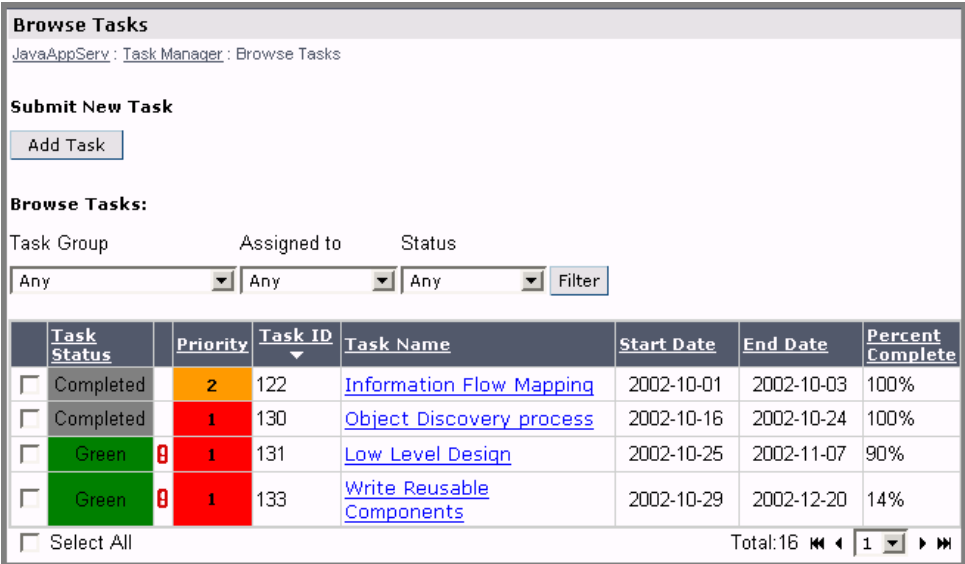 Browse Tasks
JavaAppServ : Task Manager : Browse Tasks
Submit New Task
Add Task
Browse Tasks:
Task Group Assigned to Status
Any Any Any Filter
Task Status Priority Task ID Task Name Start Date End Date Percent Complete
Completed 2 122 Information Flow Mapping 2002-10-01 2002-10-03 100%
Completed 1 130 Object Discovery process 2002-10-16 2002-10-24 100%
Green 1 131 Low Level Design 2002-10-25 2002-11-07 90%
Green 1 133 Write Reusable Components 2002-10-29 2002-12-20 14%
Select All Total:16 1